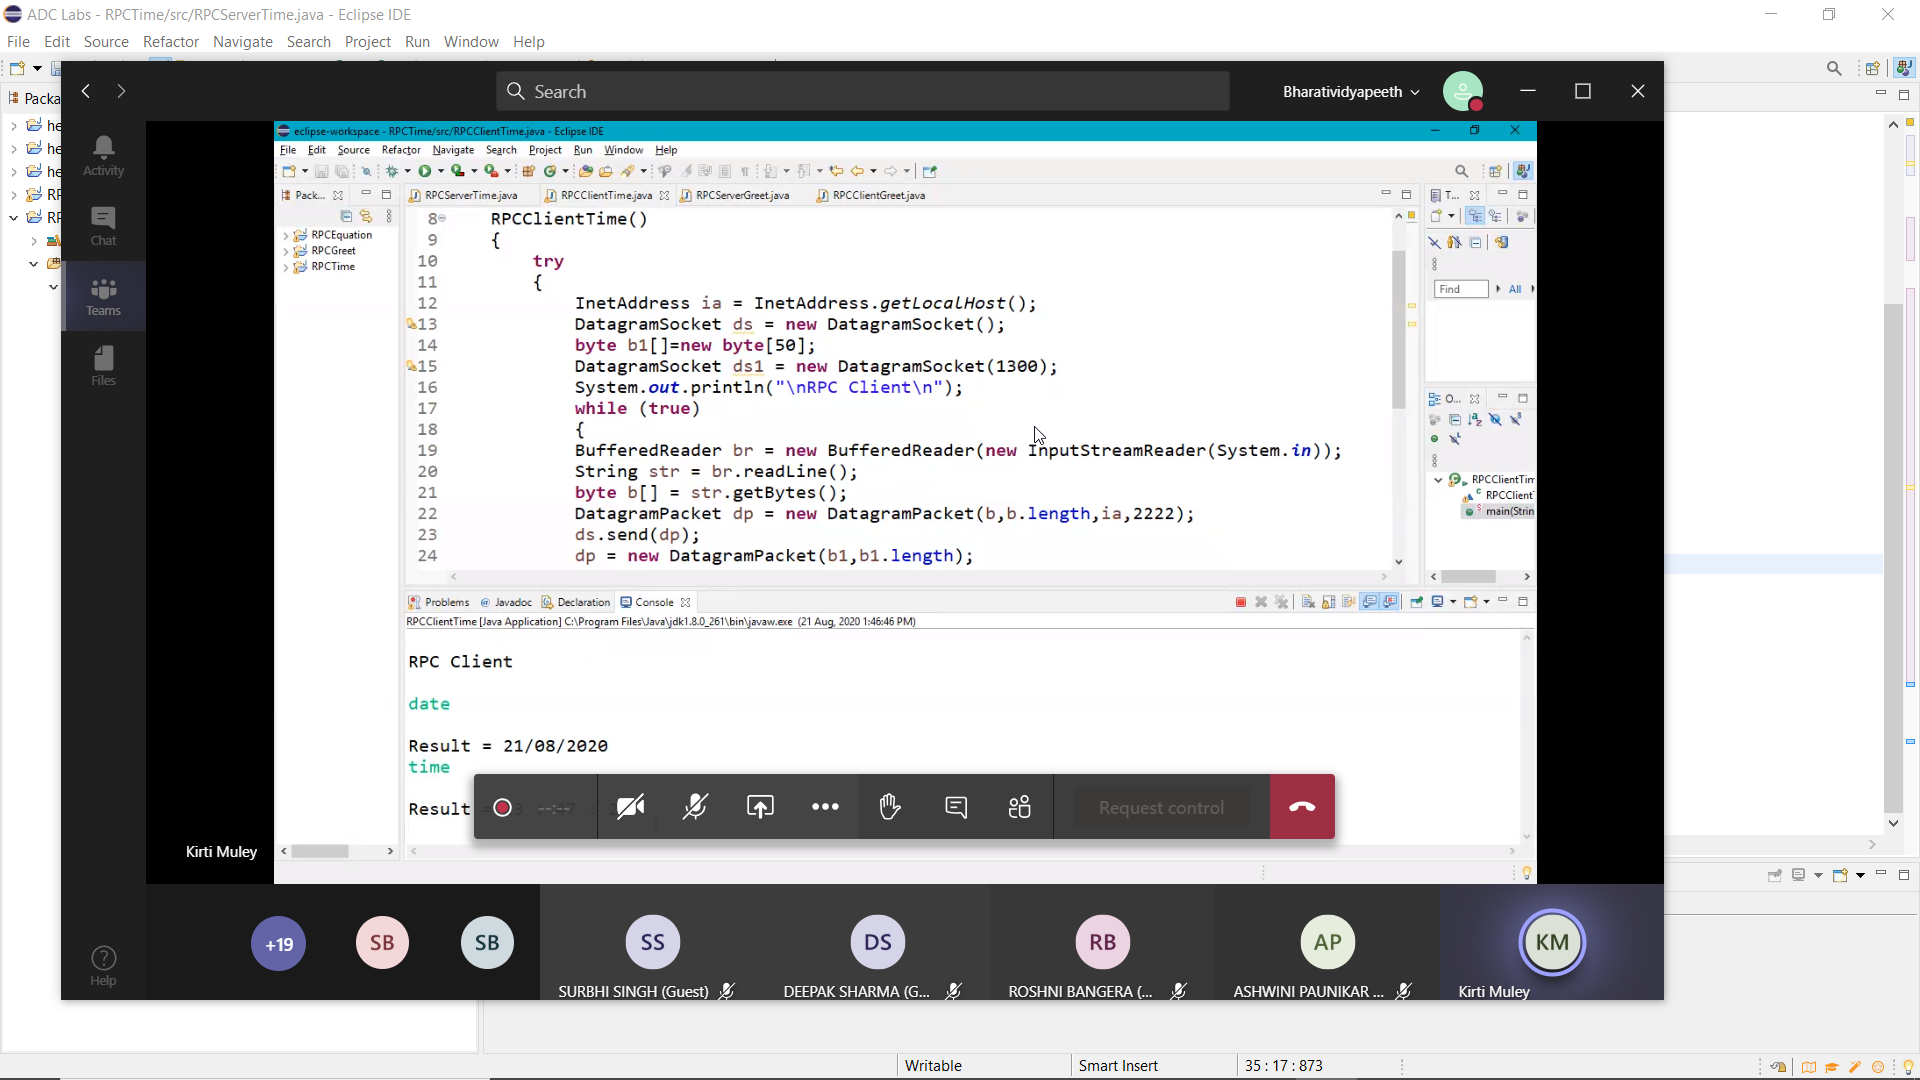 ADC Labs - RPCTime/src/RPCServerTime.java - Eclipse IDE
File Edit Source Refactor Navigate Search Project Run Window Help
Packa
he
he
he
RF
RF
Search
Bharatividyapeeth
Activity
Chat
Teams
Files
Help
eclipse-workspace - RPCTime/src/RPCClientTime.java - Eclipse IDE
File Edit Source Refactor Navigate Search Project Run Window Help
Pack...
RPCServerTime.java RPCClientTime.java RPCServerGreet.java RPCClientGreet.java
T...
RPCEquation
RPCGreet
RPCTime
8 RPCClientTime()
9 {
10 try
11 {
12 InetAddress ia = InetAddress.getLocalHost();
13 DatagramSocket ds = new DatagramSocket();
14 byte b1[]=new byte[50];
15 DatagramSocket ds1 = new DatagramSocket(1300);
16 System.out.println("\nRPC Client\n");
17 while (true)
18 {
19 BufferedReader br = new BufferedReader(new InputStreamReader(System.in));
20 String str = br.readLine();
21 byte b[] = str.getBytes();
22 DatagramPacket dp = new DatagramPacket(b,b.length,ia,2222);
23 ds.send(dp);
24 dp = new DatagramPacket(b1,b1.length);
Find All
O...
RPCClientTim
RPCClient
main(Strin
Problems @ Javadoc Declaration Console
RPCClientTime [Java Application] C:\Program Files\Java\jdk1.8.0_261\bin\javaw.exe (21 Aug, 2020 1:46:46 PM)
RPC Client
date
Result = 21/08/2020
time
Result
--:--
Request control
Kirti Muley
+19
SB
SB
SS
DS
RB
AP
KM
SURBHI SINGH (Guest)
DEEPAK SHARMA (G...
ROSHNI BANGERA (...
ASHWINI PAUNIKAR ...
Kirti Muley
Writable
Smart Insert
35 : 17 : 873